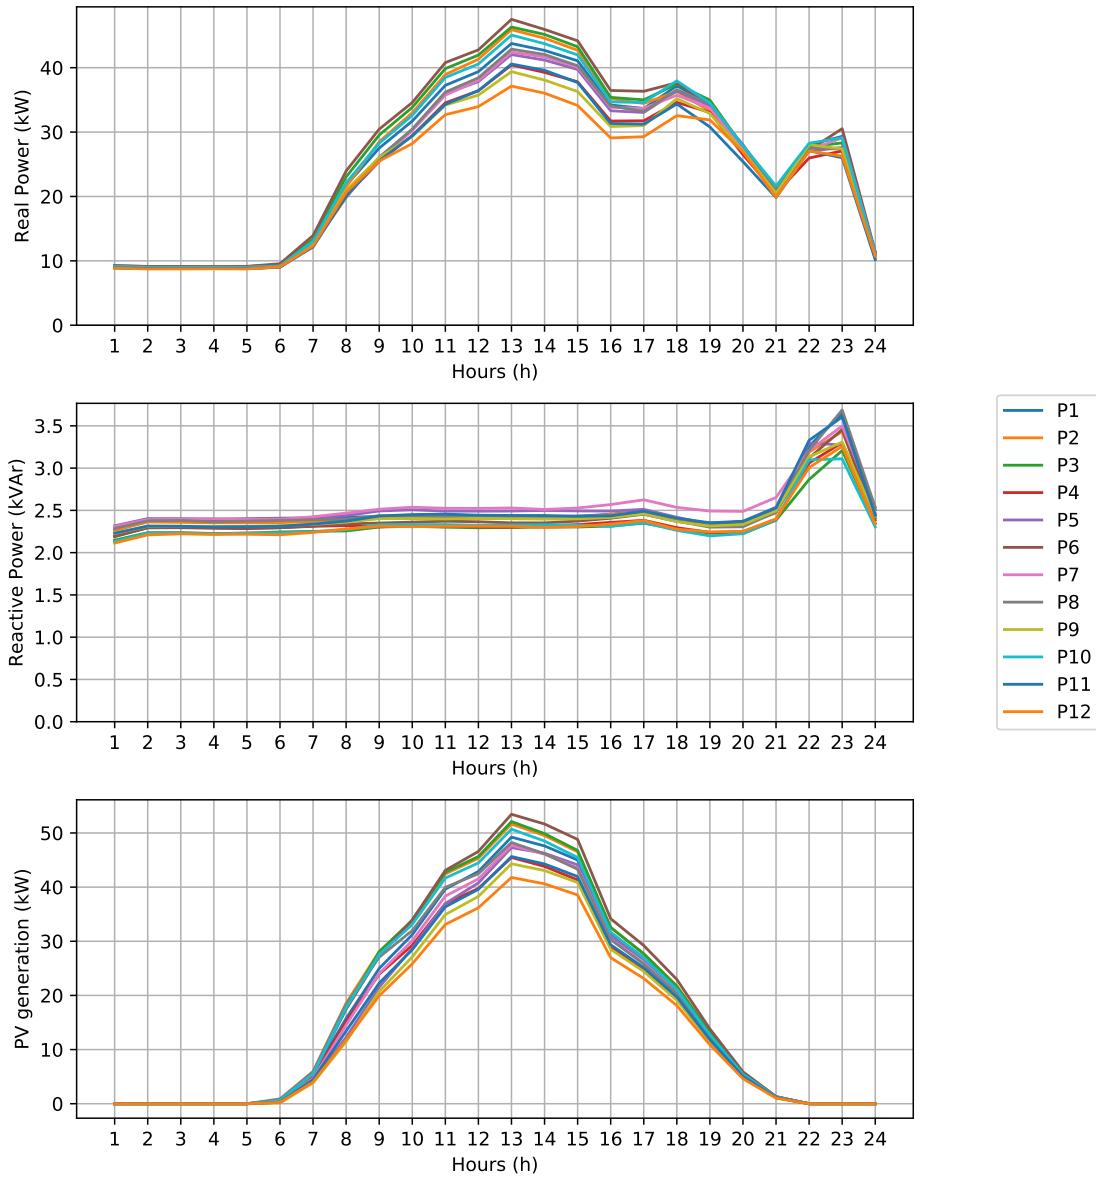 40
30
20
10
0
Real Power (kW)
1 2 3 4 5 6 7 8 9 10 11 12 13 14 15 16 17 18 19 20 21 22 23 24
Hours (h)
3.5
3.0
2.5
2.0
1.5
1.0
0.5
0.0
Reactive Power (kVAr)
1 2 3 4 5 6 7 8 9 10 11 12 13 14 15 16 17 18 19 20 21 22 23 24
Hours (h)
P1
P2
P3
P4
P5
P6
P7
P8
P9
P10
P11
P12
50
40
30
20
10
0
PV generation (kW)
1 2 3 4 5 6 7 8 9 10 11 12 13 14 15 16 17 18 19 20 21 22 23 24
Hours (h)